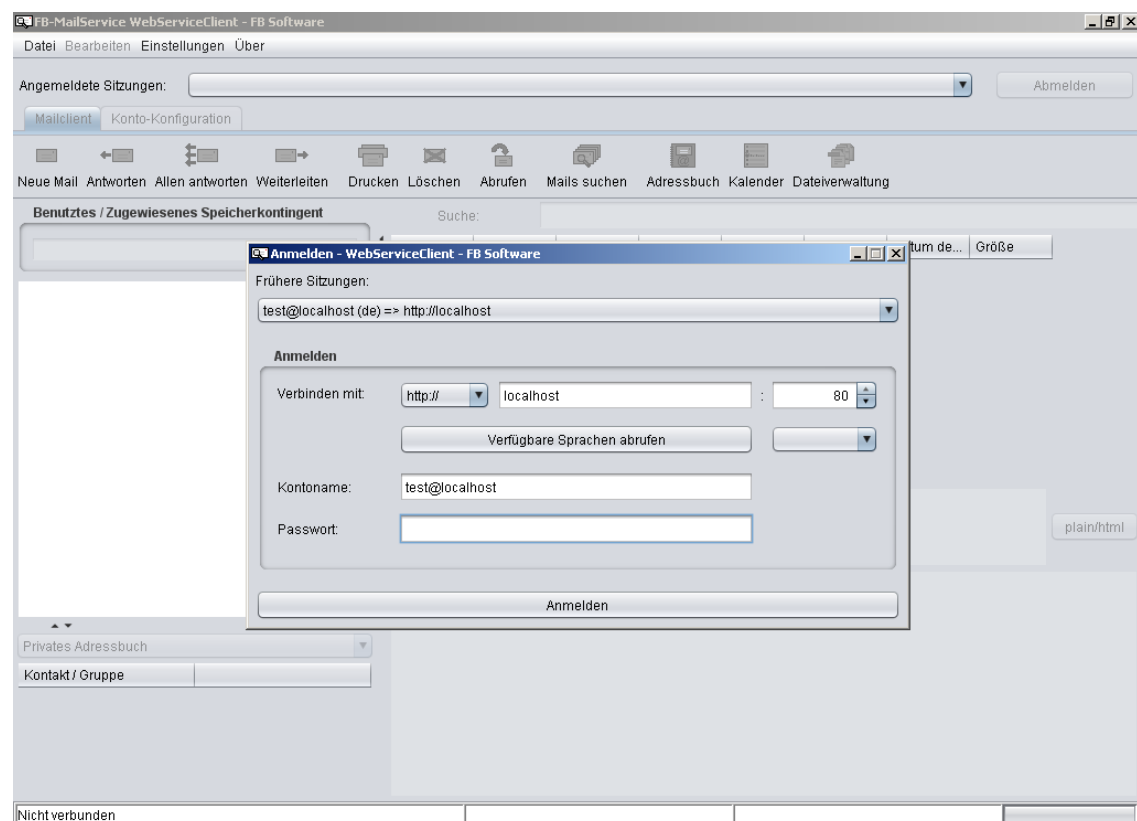 FB-MailService WebServiceClient - FB Software
Datei Bearbeiten Einstellungen Über
Angemeldete Sitzungen: Abmelden
Mailclient Konto-Konfiguration
Neue Mail Antworten Allen antworten Weiterleiten Drucken Löschen Abrufen Mails suchen Adressbuch Kalender Dateiverwaltung
Benutztes / Zugewiesenes Speicherkontingent
Suche:
tum de... Größe
Anmelden - WebServiceClient - FB Software
Frühere Sitzungen:
test@localhost (de) => http://localhost
Anmelden
Verbinden mit: http:// localhost : 80
Verfügbare Sprachen abrufen
Kontoname: test@localhost
Passwort:
Anmelden
plain/html
Privates Adressbuch
Kontakt / Gruppe
Nicht verbunden